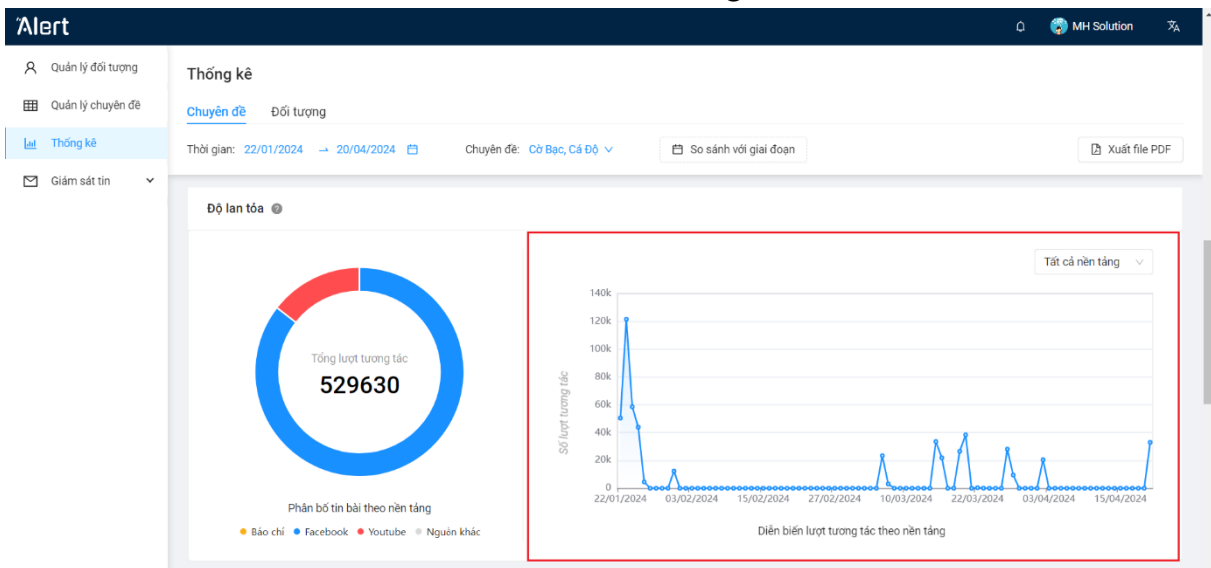 Alert
MH Solution
Quản lý đối tượng
Quản lý chuyên đề
Thống kê
Giám sát tin
Thống kê
Chuyên đề Đối tượng
Thời gian: 22/01/2024 → 20/04/2024 Chuyên đề: Cờ Bạc, Cá Độ So sánh với giai đoạn Xuất file PDF
Độ lan tỏa
Tổng lượt tương tác
529630
Phân bố tin bài theo nền tảng
Báo chí Facebook Youtube Nguồn khác
Tất cả nền tảng
Số lượt tương tác
140k
120k
100k
80k
60k
40k
20k
0
22/01/2024 03/02/2024 15/02/2024 27/02/2024 10/03/2024 22/03/2024 03/04/2024 15/04/2024
Diễn biến lượt tương tác theo nền tảng